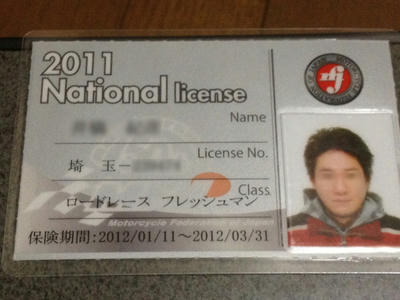 2011
National license
Name
License No.
埼 玉-
Class
ロードレース フレッシュマン
Motorcycle
保険期間:2012/01/11～2012/03/31